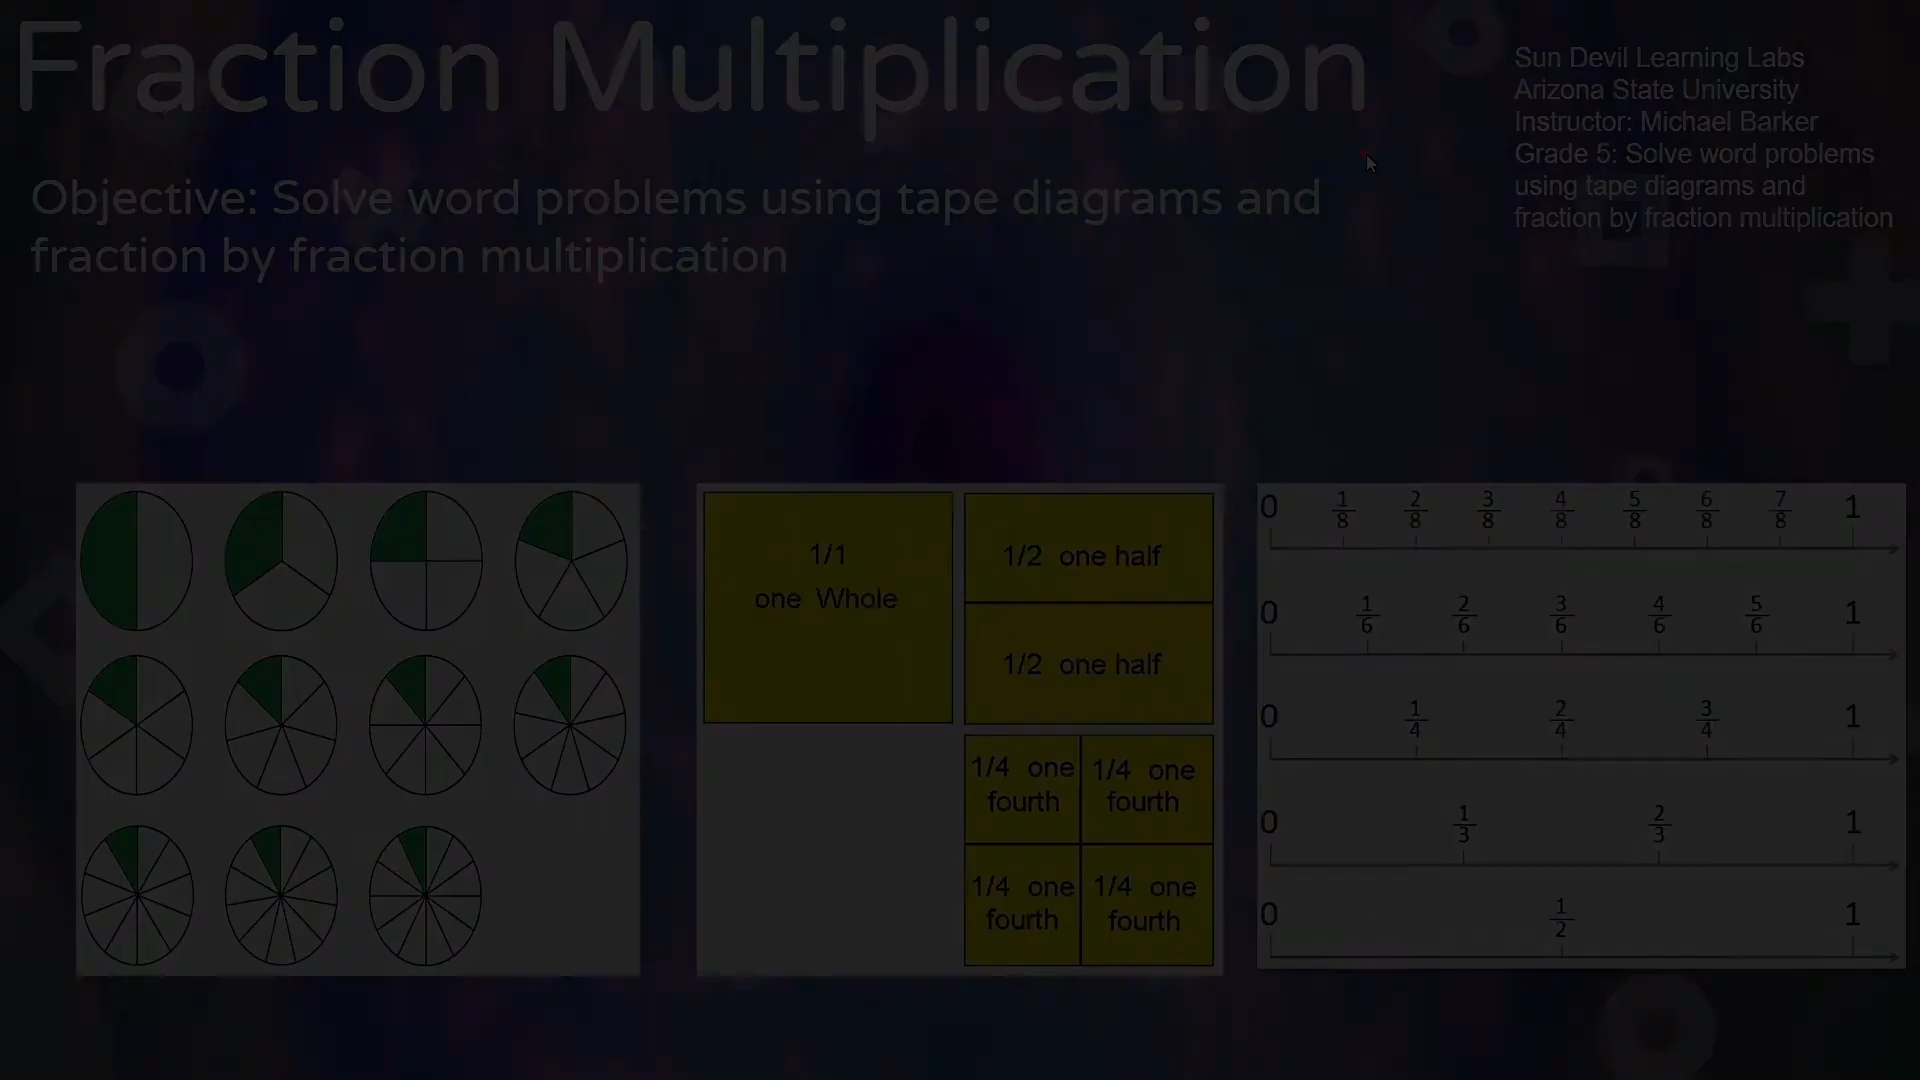 Fraction Multiplication
Sun Devil Learning Labs
Arizona State University
Instructor: Michael Barker
Grade 5: Solve word problems
using tape diagrams and
fraction by fraction multiplication
Objective: Solve word problems using tape diagrams and
fraction by fraction multiplication
1/1
one Whole
1/2 one half
1/2 one half
1/4 one
fourth
1/4 one
fourth
1/4 one
fourth
1/4 one
fourth
0 1/8 2/8 3/8 4/8 5/8 6/8 7/8 1
0 1/6 2/6 3/6 4/6 5/6 1
0 1/4 2/4 3/4 1
0 1/3 2/3 1
0 1/2 1